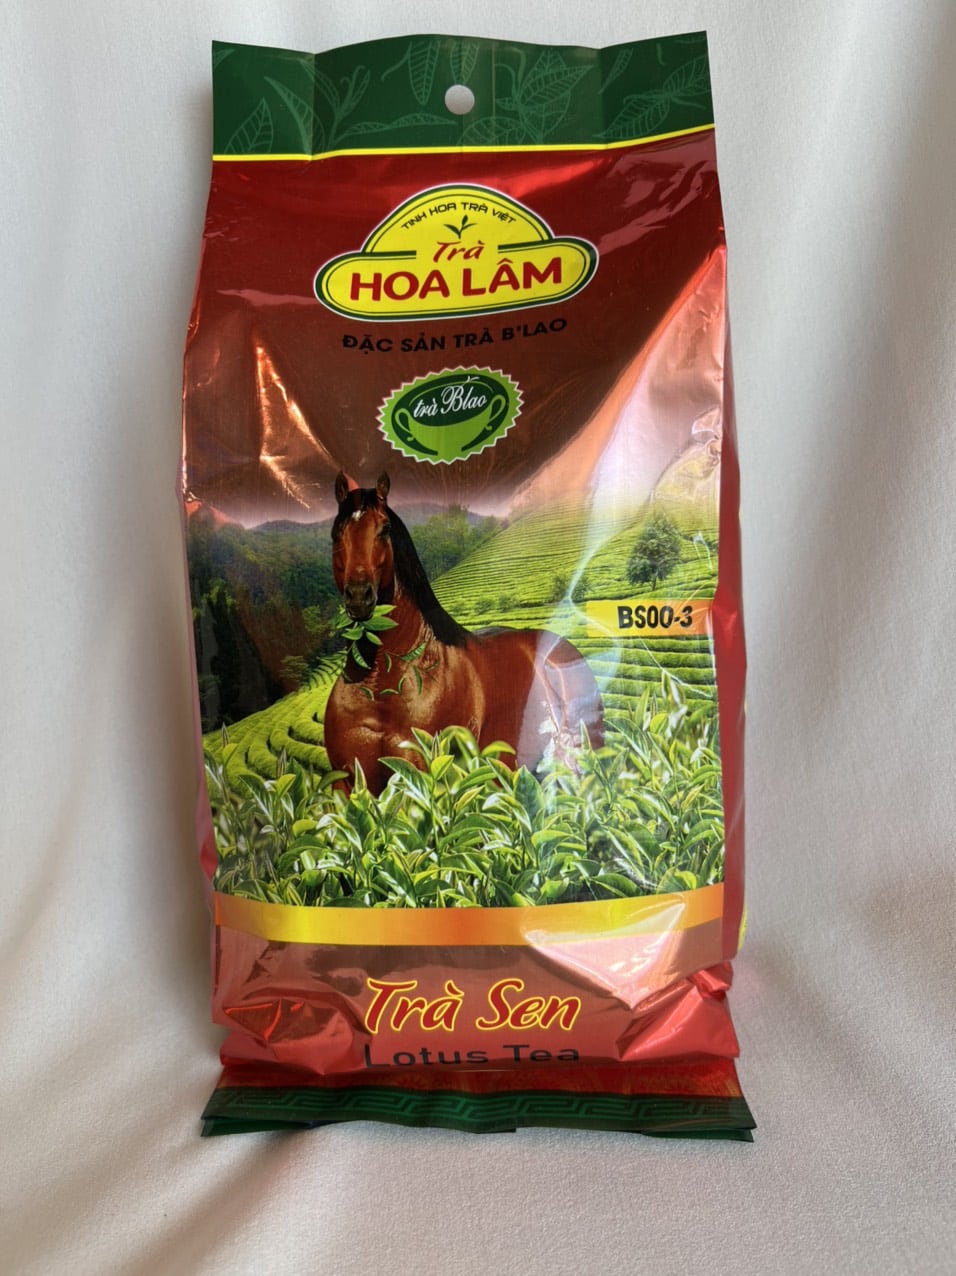 TINH HOA TRÀ VIỆT
Trà
HOA LÂM
ĐẶC SẢN TRÀ B'LAO
trà Blao
BS00-3
Trà Sen
Lotus Tea